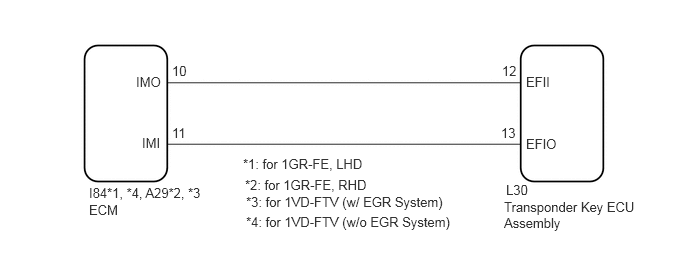 10
12
IMO
EFII
11
13
IMI
EFIO
*1: for 1GR-FE, LHD
*2: for 1GR-FE, RHD
*3: for 1VD-FTV (w/ EGR System)
*4: for 1VD-FTV (w/o EGR System)
I84*1, *4, A29*2, *3
ECM
L30
Transponder Key ECU
Assembly